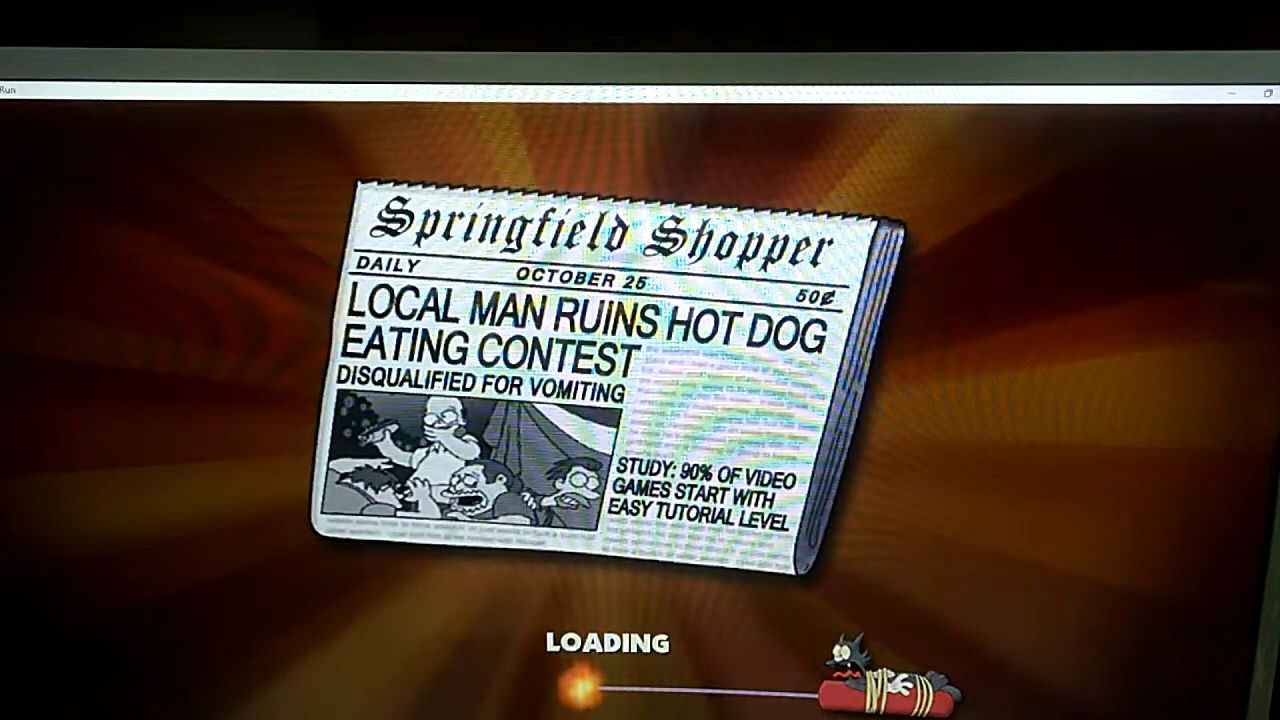 Run
Springfield Shopper
DAILY OCTOBER 25 50¢
LOCAL MAN RUINS HOT DOG
EATING CONTEST
DISQUALIFIED FOR VOMITING
STUDY: 90% OF VIDEO
GAMES START WITH
EASY TUTORIAL LEVEL
LOADING